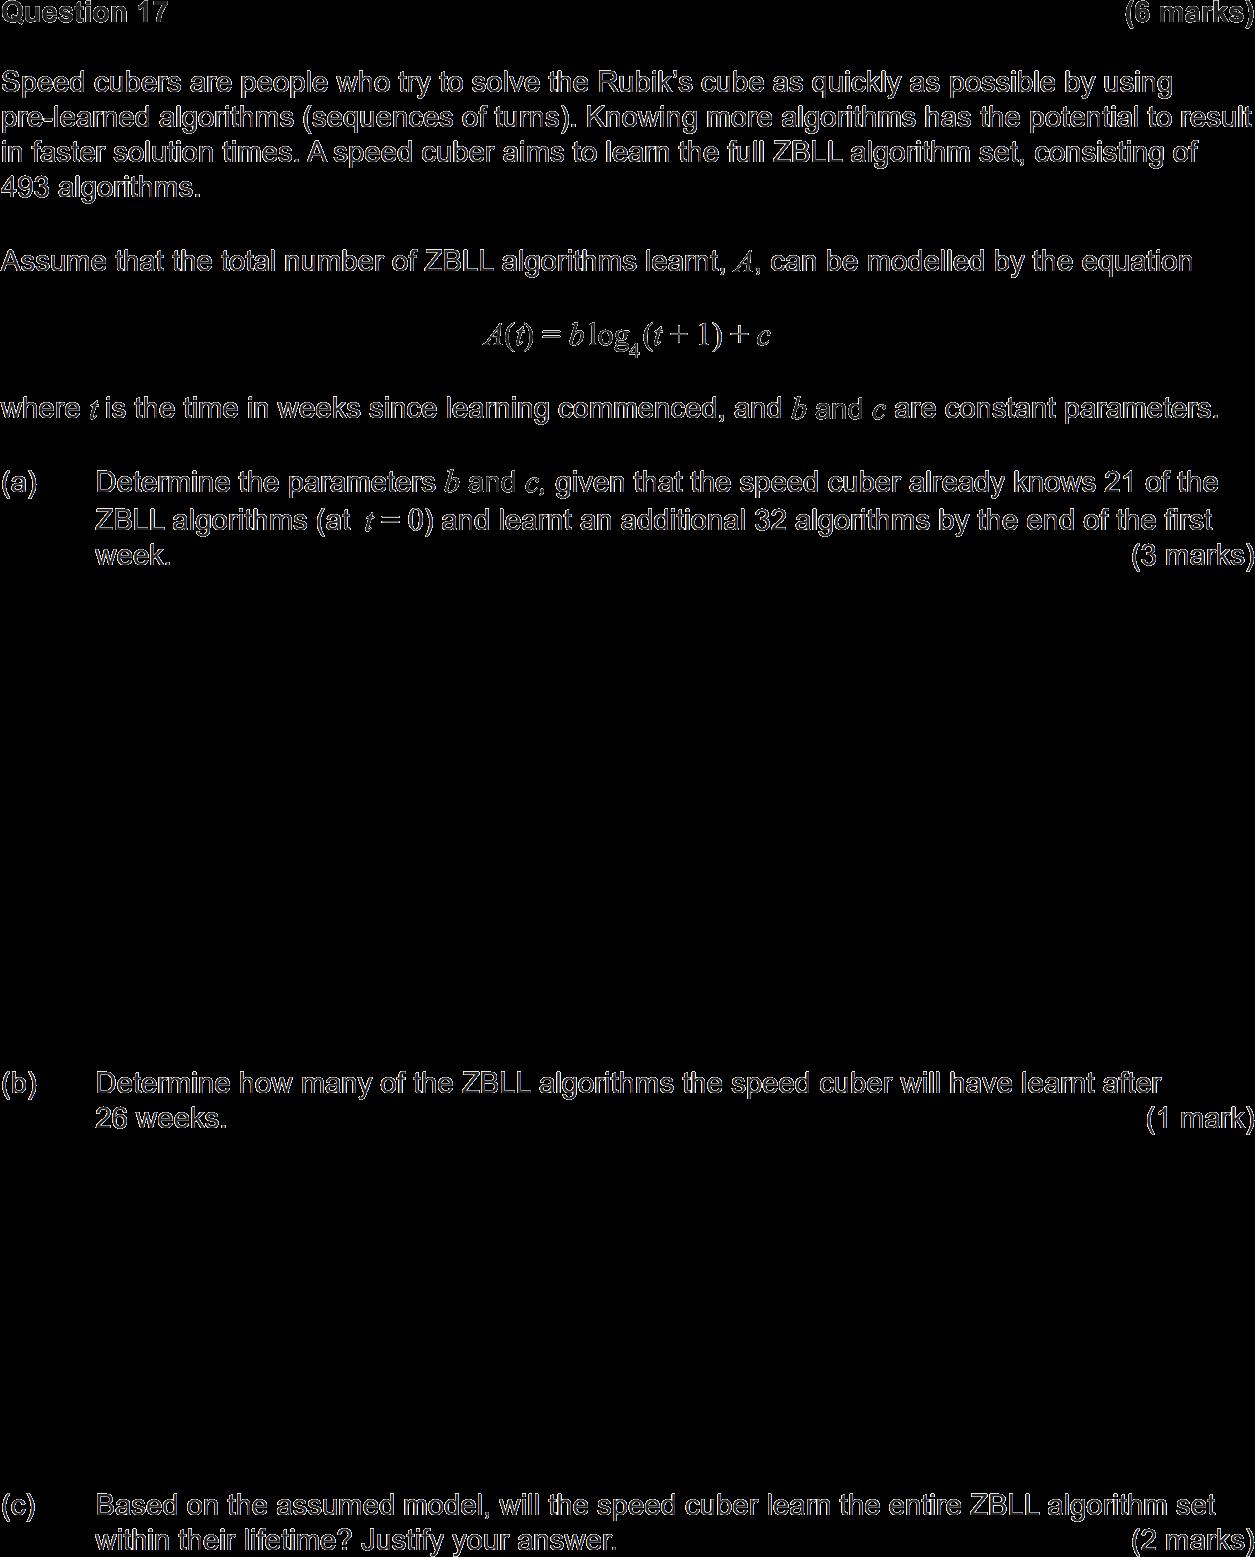 Question 17 (6 marks)
Speed cubers are people who try to solve the Rubik's cube as quickly as possible by using
pre-learned algorithms (sequences of turns). Knowing more algorithms has the potential to result
in faster solution times. A speed cuber aims to learn the full ZBLL algorithm set, consisting of
493 algorithms.
Assume that the total number of ZBLL algorithms learnt, A, can be modelled by the equation
A(t) = b log₄(t + 1) + c
where t is the time in weeks since learning commenced, and b and c are constant parameters.
(a) Determine the parameters b and c, given that the speed cuber already knows 21 of the
ZBLL algorithms (at t = 0) and learnt an additional 32 algorithms by the end of the first
week. (3 marks)
(b) Determine how many of the ZBLL algorithms the speed cuber will have learnt after
26 weeks. (1 mark)
(c) Based on the assumed model, will the speed cuber learn the entire ZBLL algorithm set
within their lifetime? Justify your answer. (2 marks)